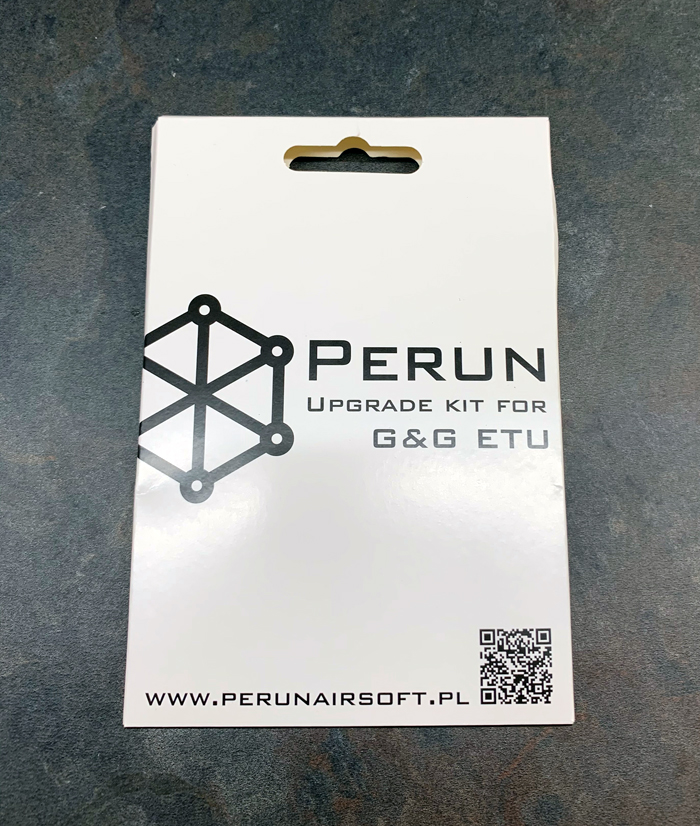 Perun
Upgrade kit for
G&G ETU
www.perunairsoft.pl